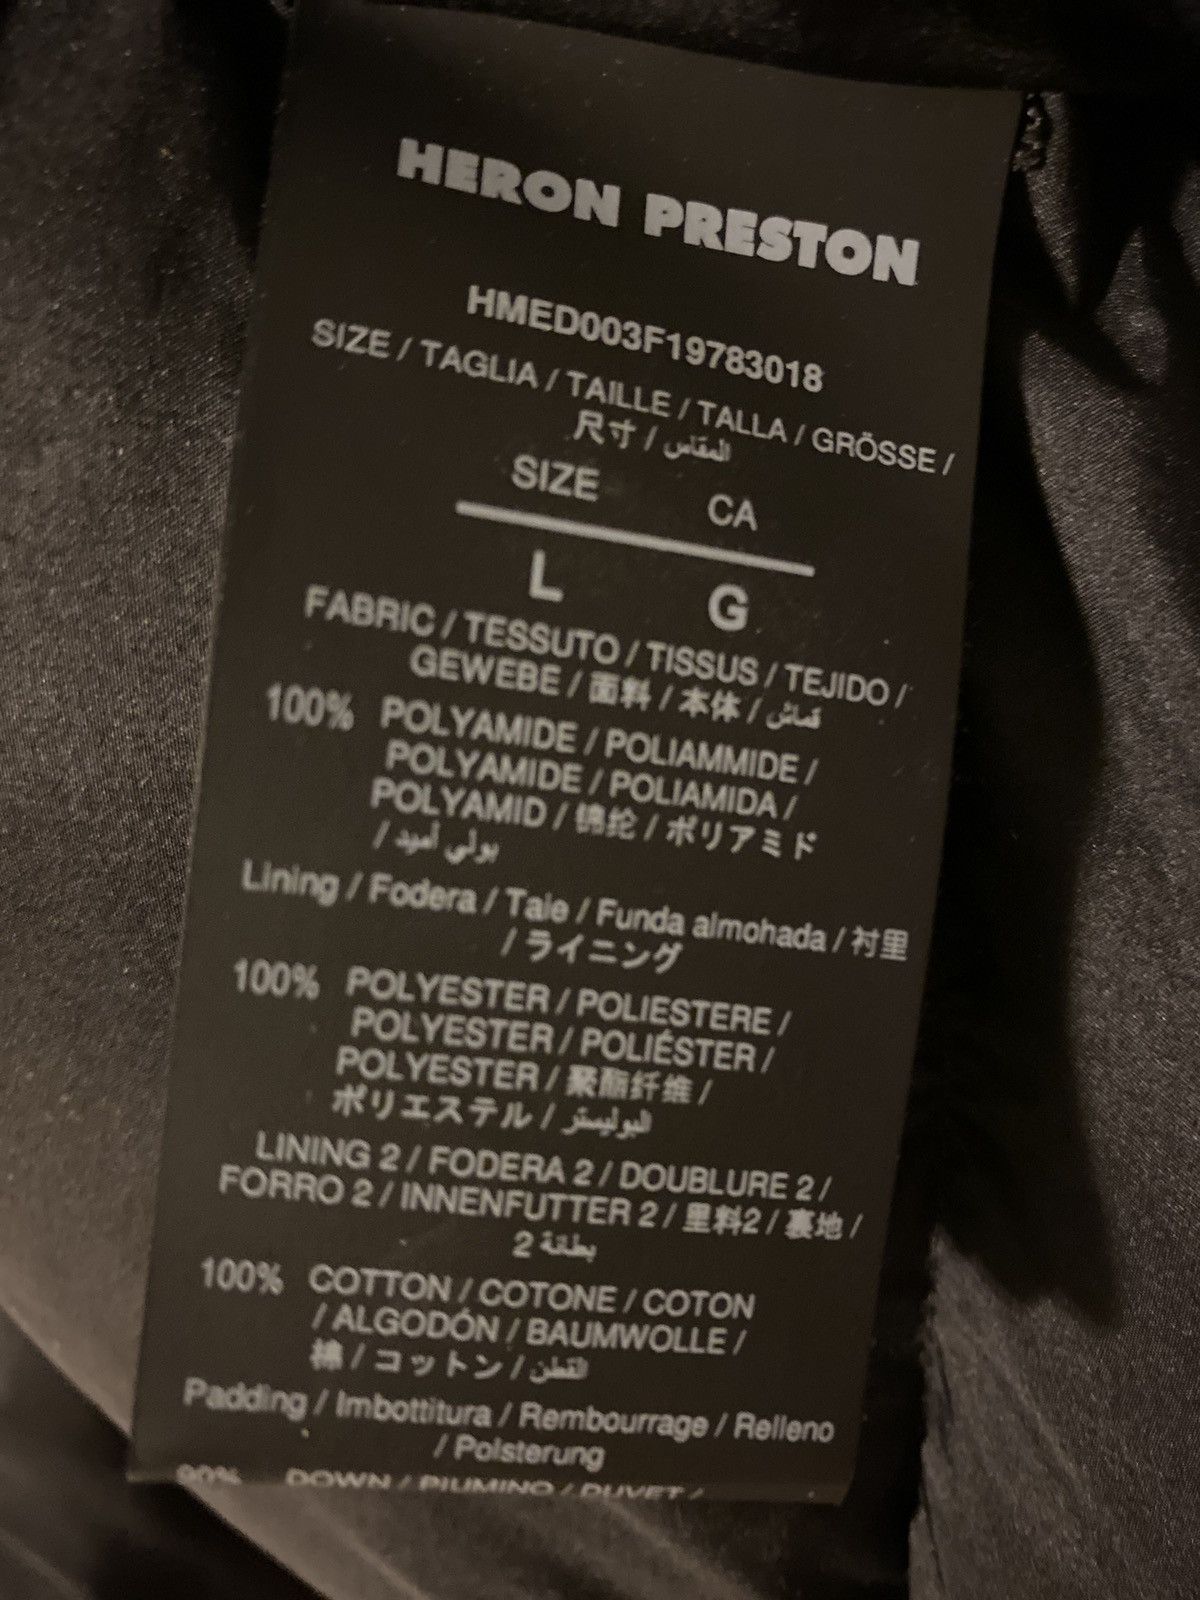 HERON PRESTON
HMED003F19783018
SIZE / TAGLIA / TAILLE / TALLA / GRÖSSE /
尺寸 / المقاس
SIZE CA
L G
FABRIC / TESSUTO / TISSUS / TEJIDO /
GEWEBE / 面料 / 本体 / قماش
100% POLYAMIDE / POLIAMMIDE /
POLYAMIDE / POLIAMIDA /
POLYAMID / 锦纶 / ポリアミド
/ بولي أميد
Lining / Fodera / Taie / Funda almohada / 衬里
/ ライニング
100% POLYESTER / POLIESTERE /
POLYESTER / POLIÉSTER /
POLYESTER / 聚酯纤维 /
ポリエステル / البوليستر
LINING 2 / FODERA 2 / DOUBLURE 2 /
FORRO 2 / INNENFUTTER 2 / 里料2 / 裏地 /
بطانة 2
100% COTTON / COTONE / COTON
/ ALGODÓN / BAUMWOLLE /
棉 / コットン / القطن
Padding / Imbottitura / Rembourrage / Relleno
/ Polsterung
90% DOWN / PIUMINO / DUVET /